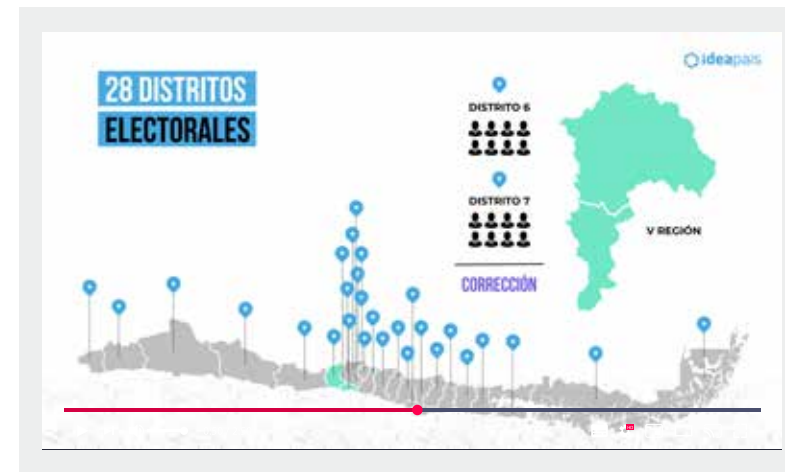 ideapaís
28 DISTRITOS
ELECTORALES
DISTRITO 6
DISTRITO 7
V REGIÓN
CORRECCIÓN